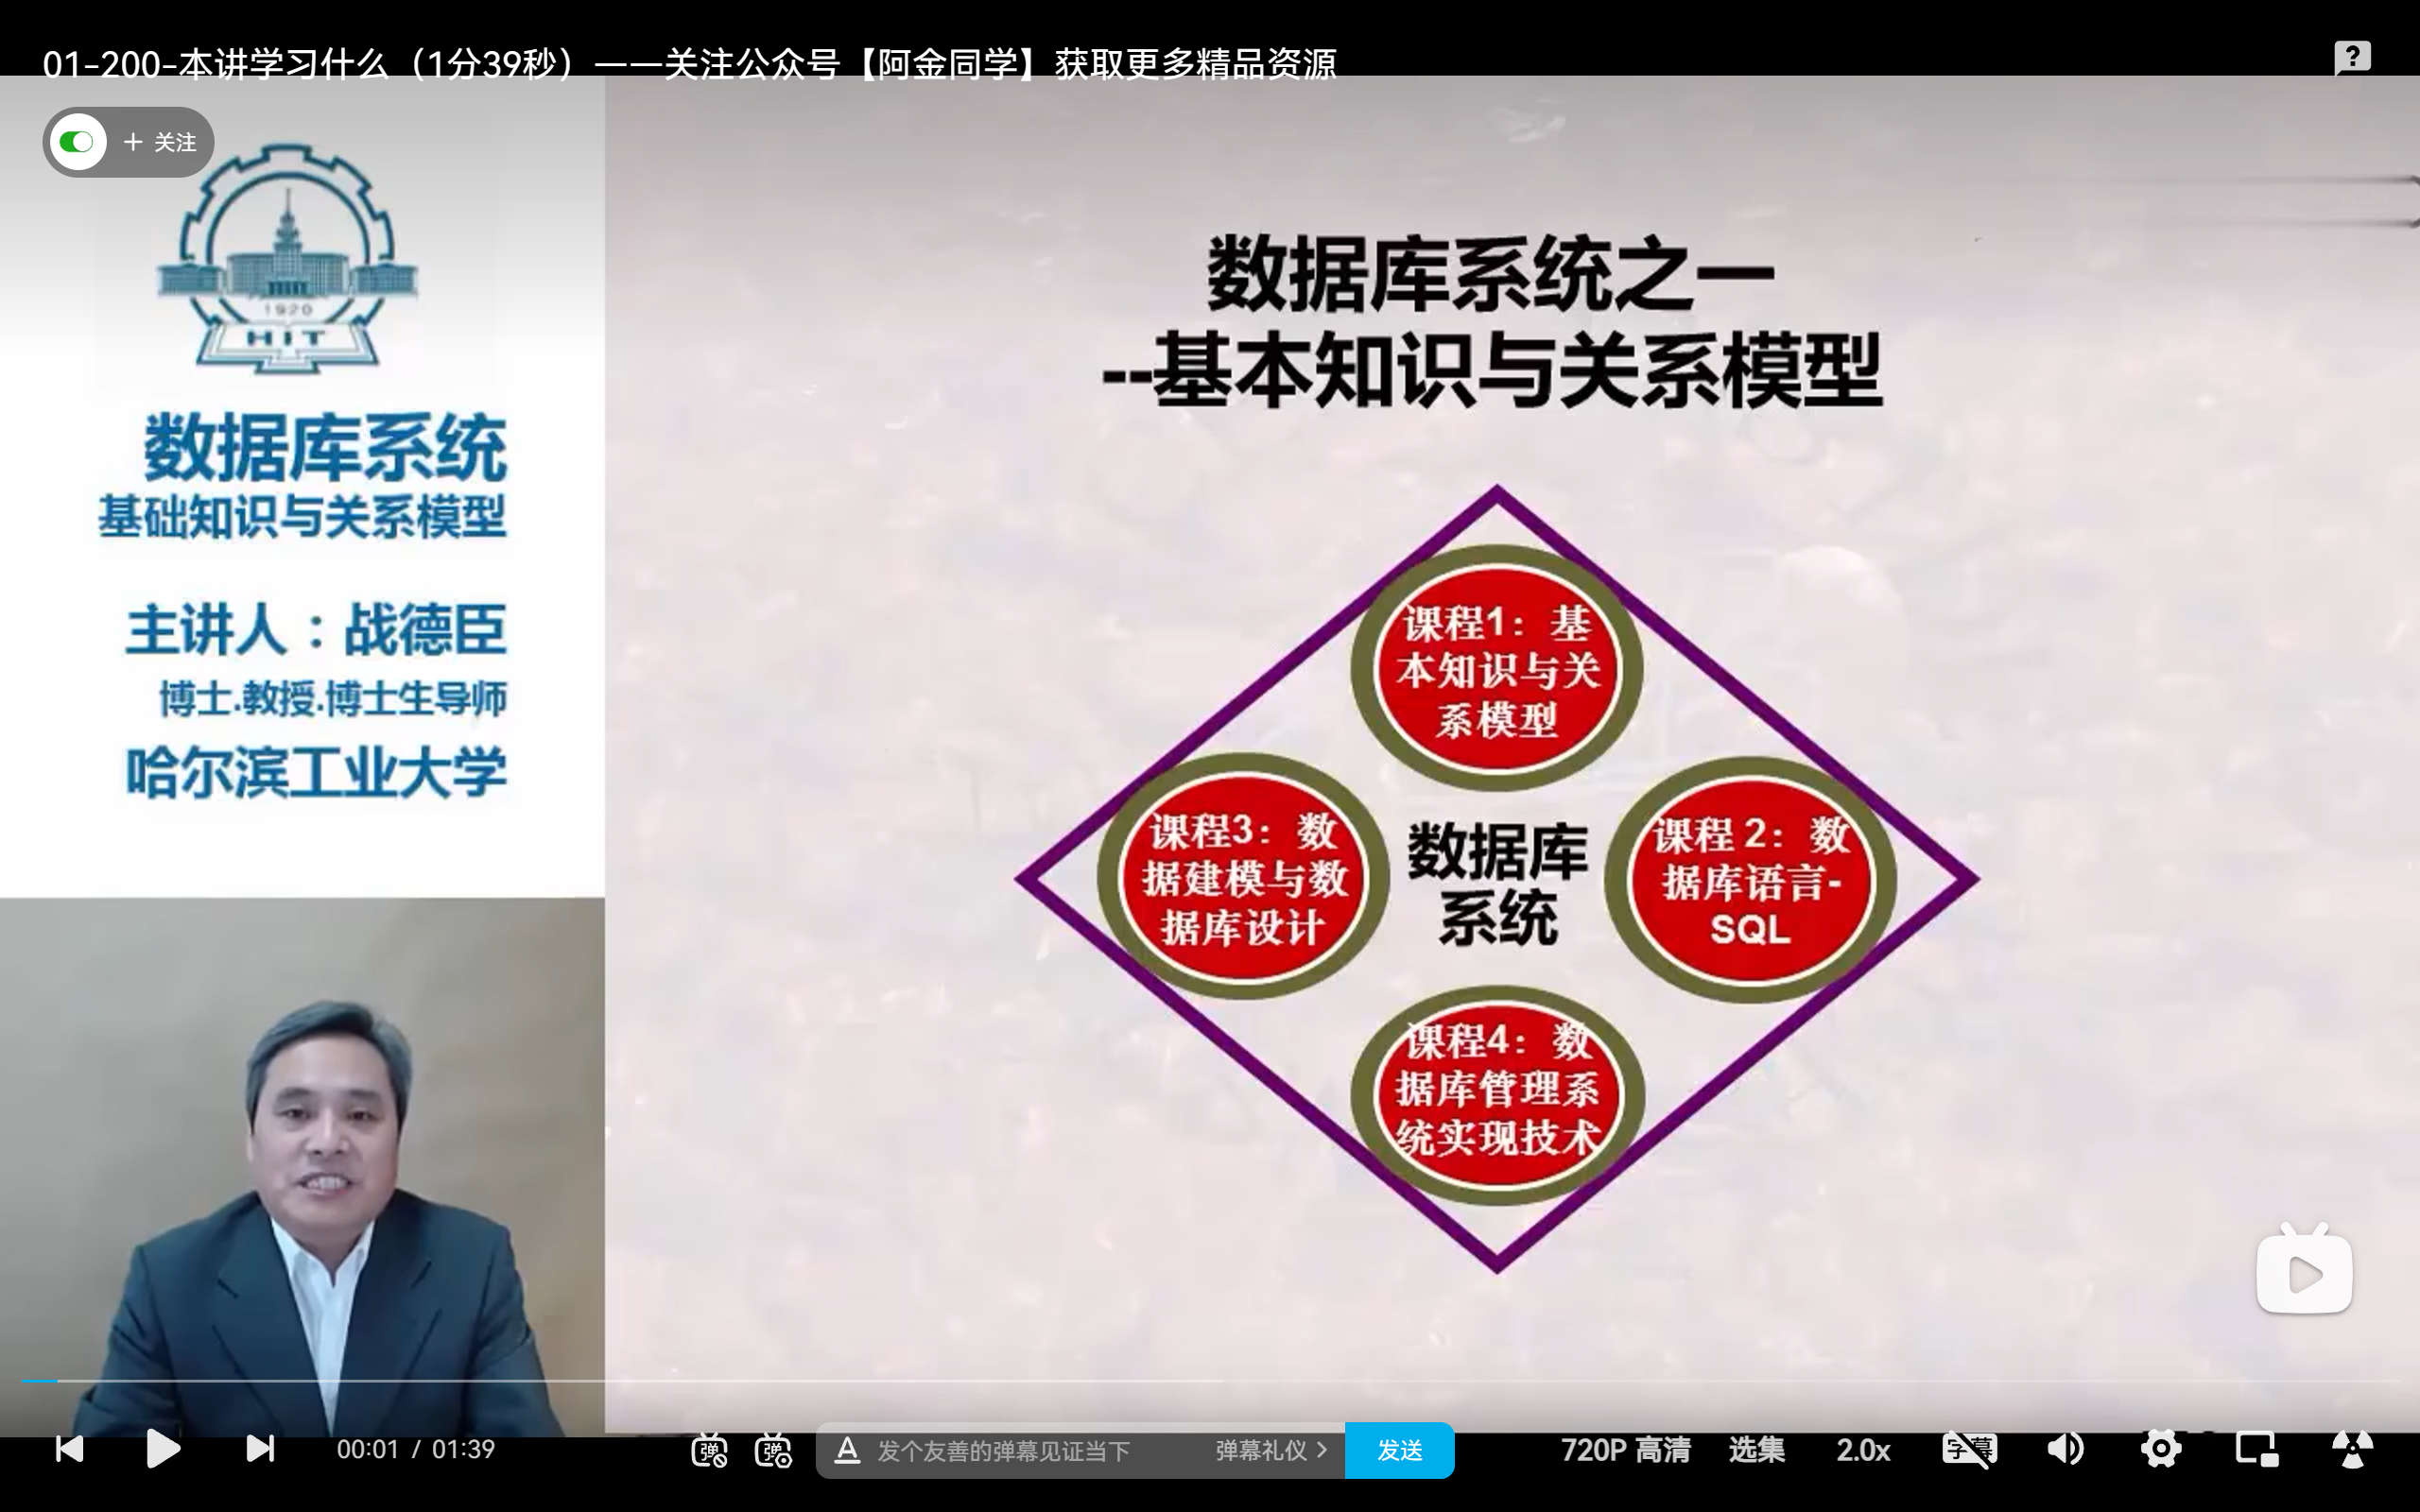 01-200-本讲学习什么（1分39秒）——关注公众号【阿金同学】获取更多精品资源
+ 关注
1920
HIT
数据库系统
基础知识与关系模型
主讲人：战德臣
博士.教授.博士生导师
哈尔滨工业大学
数据库系统之一
--基本知识与关系模型
课程1：基
本知识与关
系模型
课程3：数
据建模与数
据库设计
数据库
系统
课程 2：数
据库语言-
SQL
课程4：数
据库管理系
统实现技术
00:01 / 01:39
弹
弹
A 发个友善的弹幕见证当下 弹幕礼仪 > 发送
720P 高清 选集 2.0x 字幕